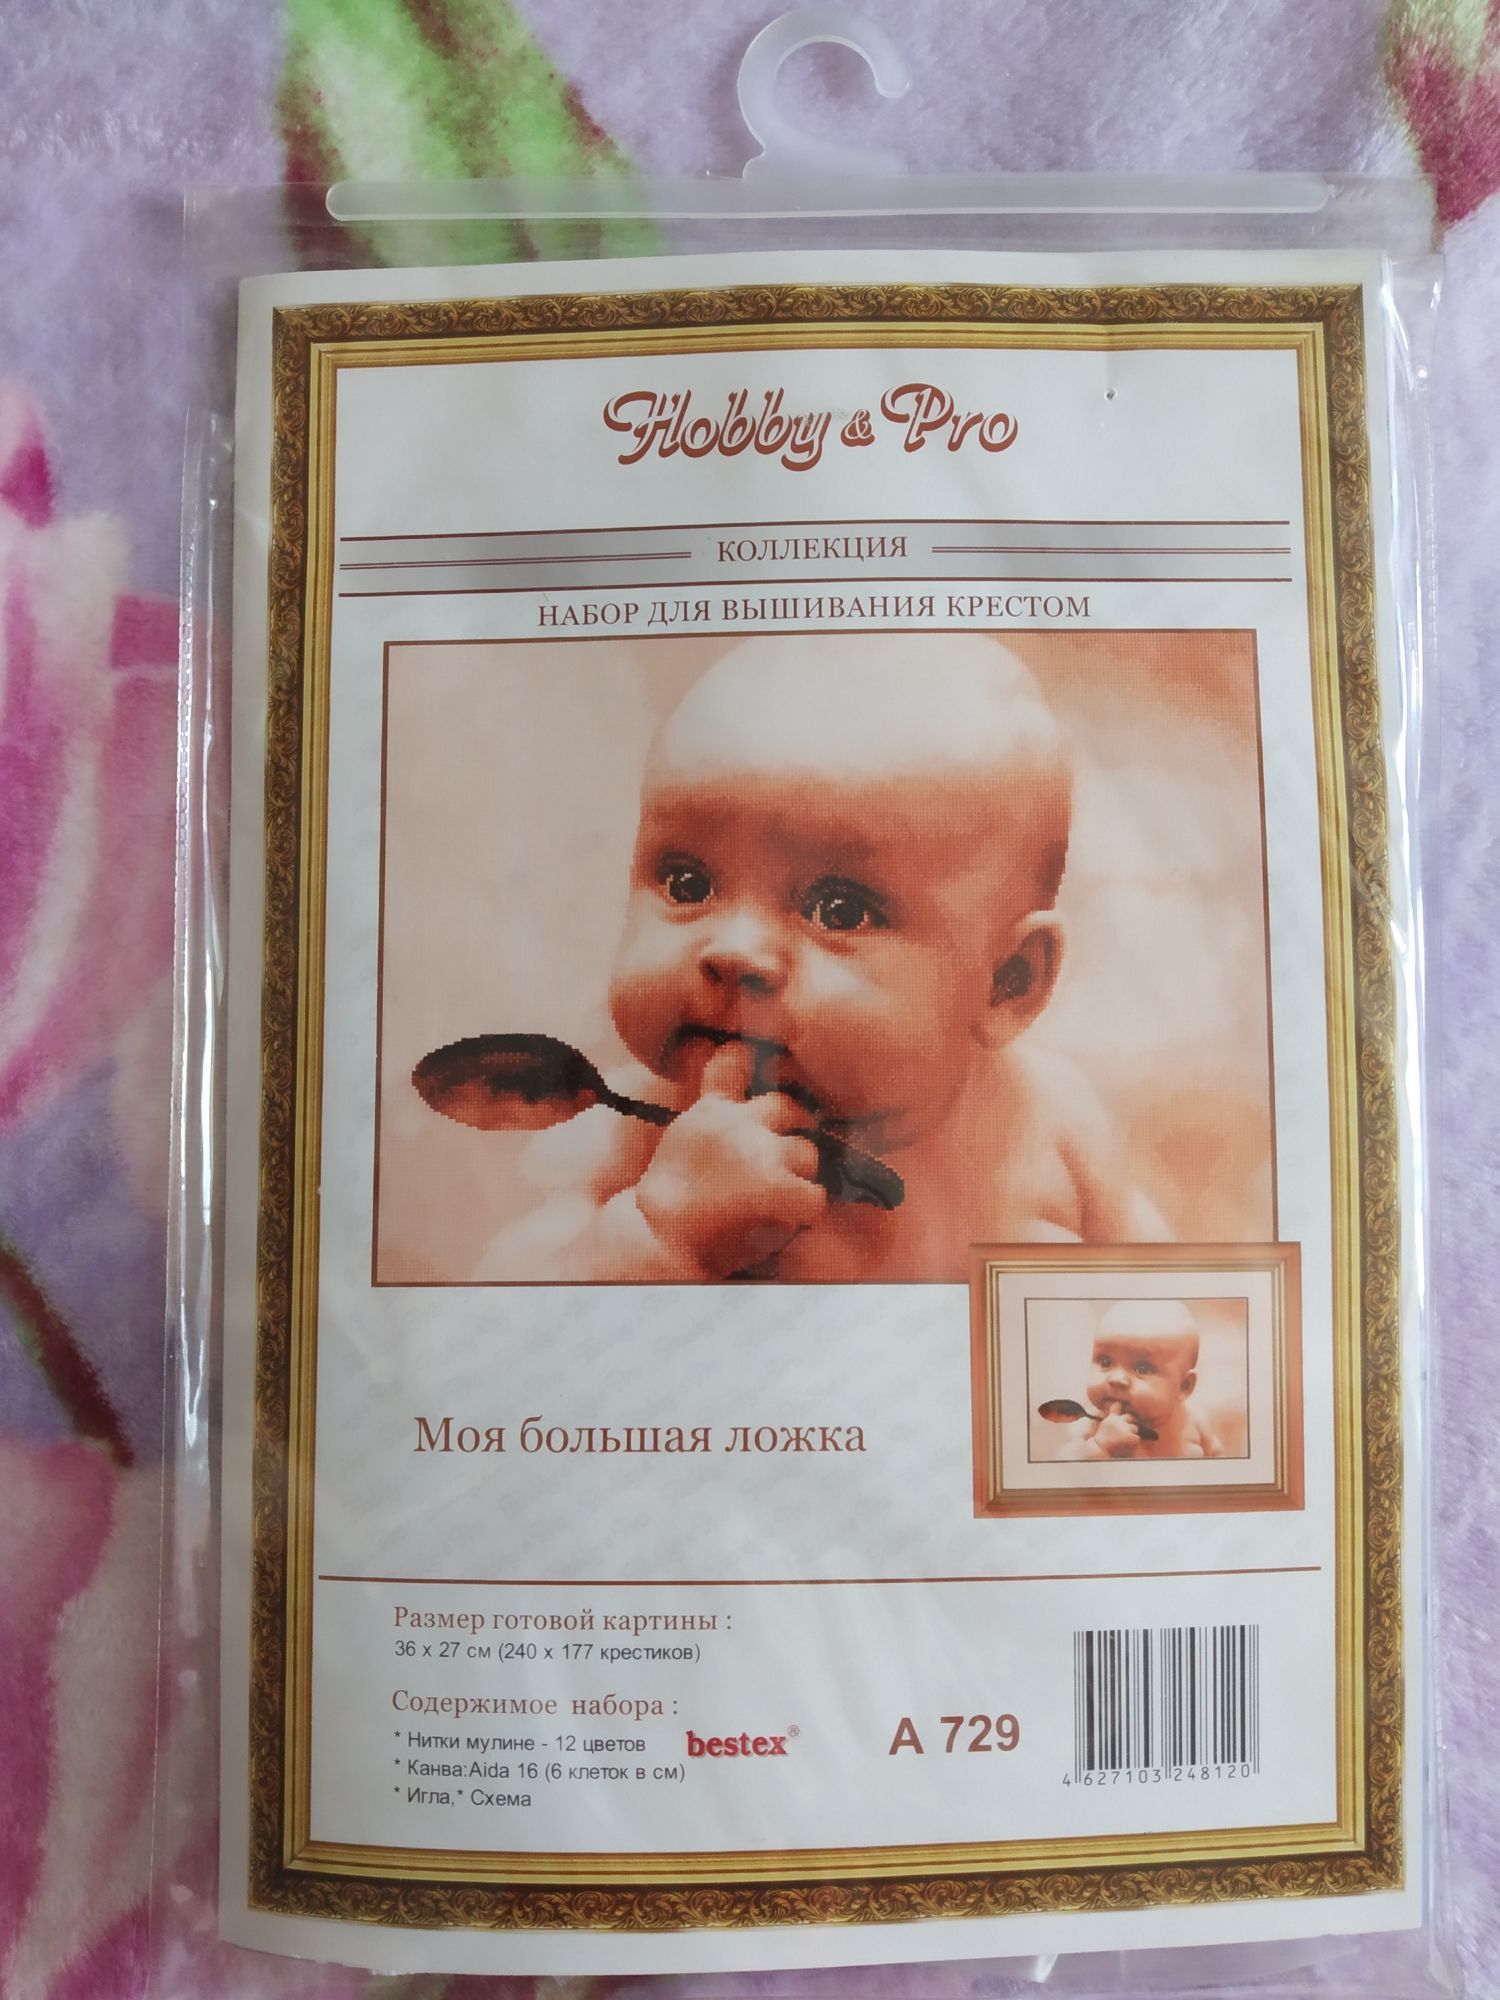 Hobby & Pro
КОЛЛЕКЦИЯ
НАБОР ДЛЯ ВЫШИВАНИЯ КРЕСТОМ
Моя большая ложка
Размер готовой картины :
36 х 27 см (240 х 177 крестиков)
Содержимое набора :
* Нитки мулине - 12 цветов
bestex®
* Канва:Aida 16 (6 клеток в см)
* Игла,* Схема
А 729
4 627103 248120